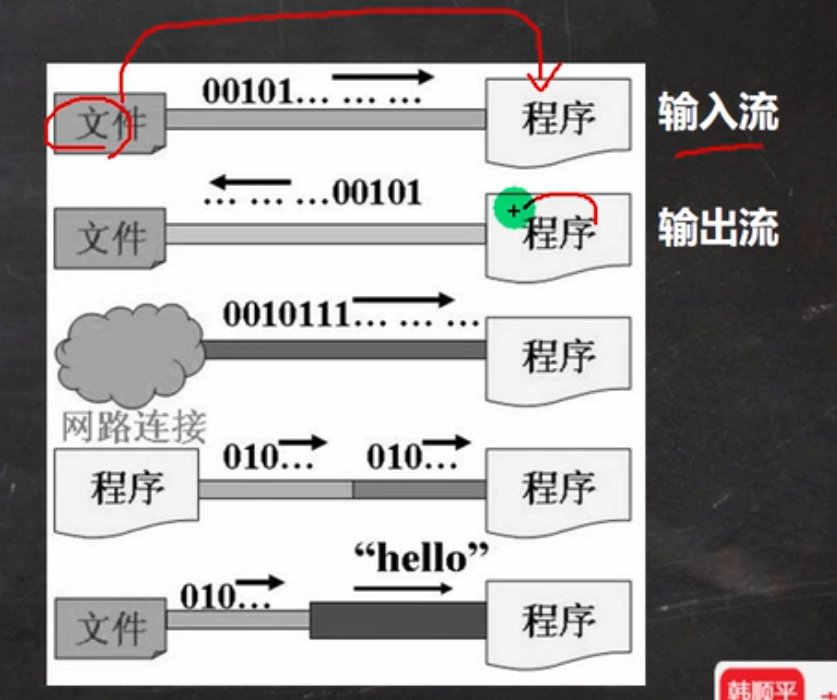 00101... ... ...
文件
程序
输入流
... ... ...00101
文件
程序
输出流
0010111... ... ...
程序
网路连接
010...
010...
程序
程序
“hello”
010...
文件
程序
韩顺平